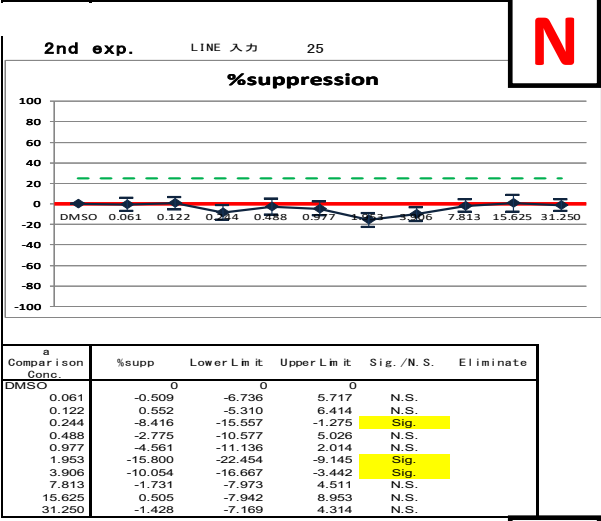 N
2nd exp. LINE 入力 25
%suppression
100
80
60
40
20
0
DMSO 0.061 0.122 0.244 0.488 0.977 1.953 3.906 7.813 15.625 31.250
-20
-40
-60
-80
-100
a
Comparison %supp Lower Limit Upper Limit Sig./N.S. Eliminate
Conc.
DMSO 0 0 0
0.061 -0.509 -6.736 5.717 N.S.
0.122 0.552 -5.310 6.414 N.S.
0.244 -8.416 -15.557 -1.275 Sig.
0.488 -2.775 -10.577 5.026 N.S.
0.977 -4.561 -11.136 2.014 N.S.
1.953 -15.800 -22.454 -9.145 Sig.
3.906 -10.054 -16.667 -3.442 Sig.
7.813 -1.731 -7.973 4.511 N.S.
15.625 0.505 -7.942 8.953 N.S.
31.250 -1.428 -7.169 4.314 N.S.